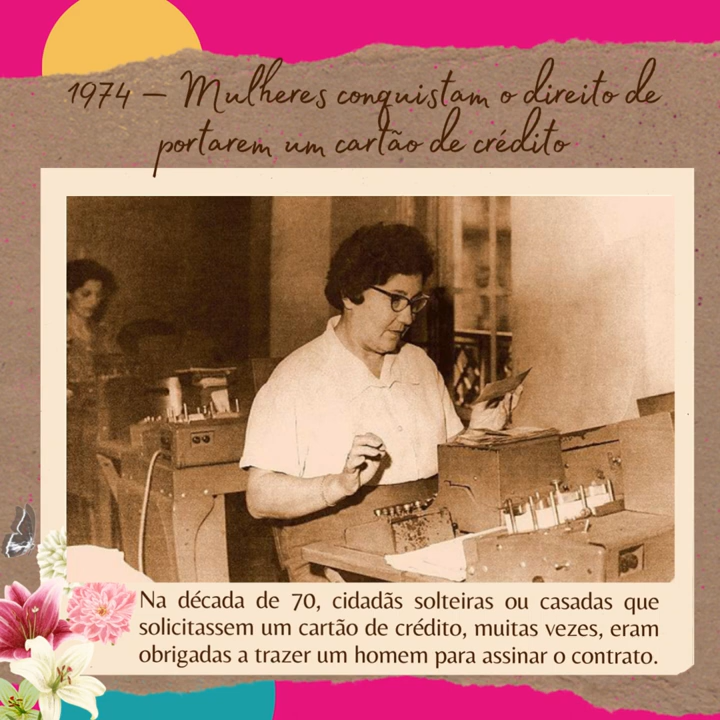 1974 – Mulheres conquistam o direito de
portarem um cartão de crédito
Na década de 70, cidadãs solteiras ou casadas que
solicitassem um cartão de crédito, muitas vezes, eram
obrigadas a trazer um homem para assinar o contrato.